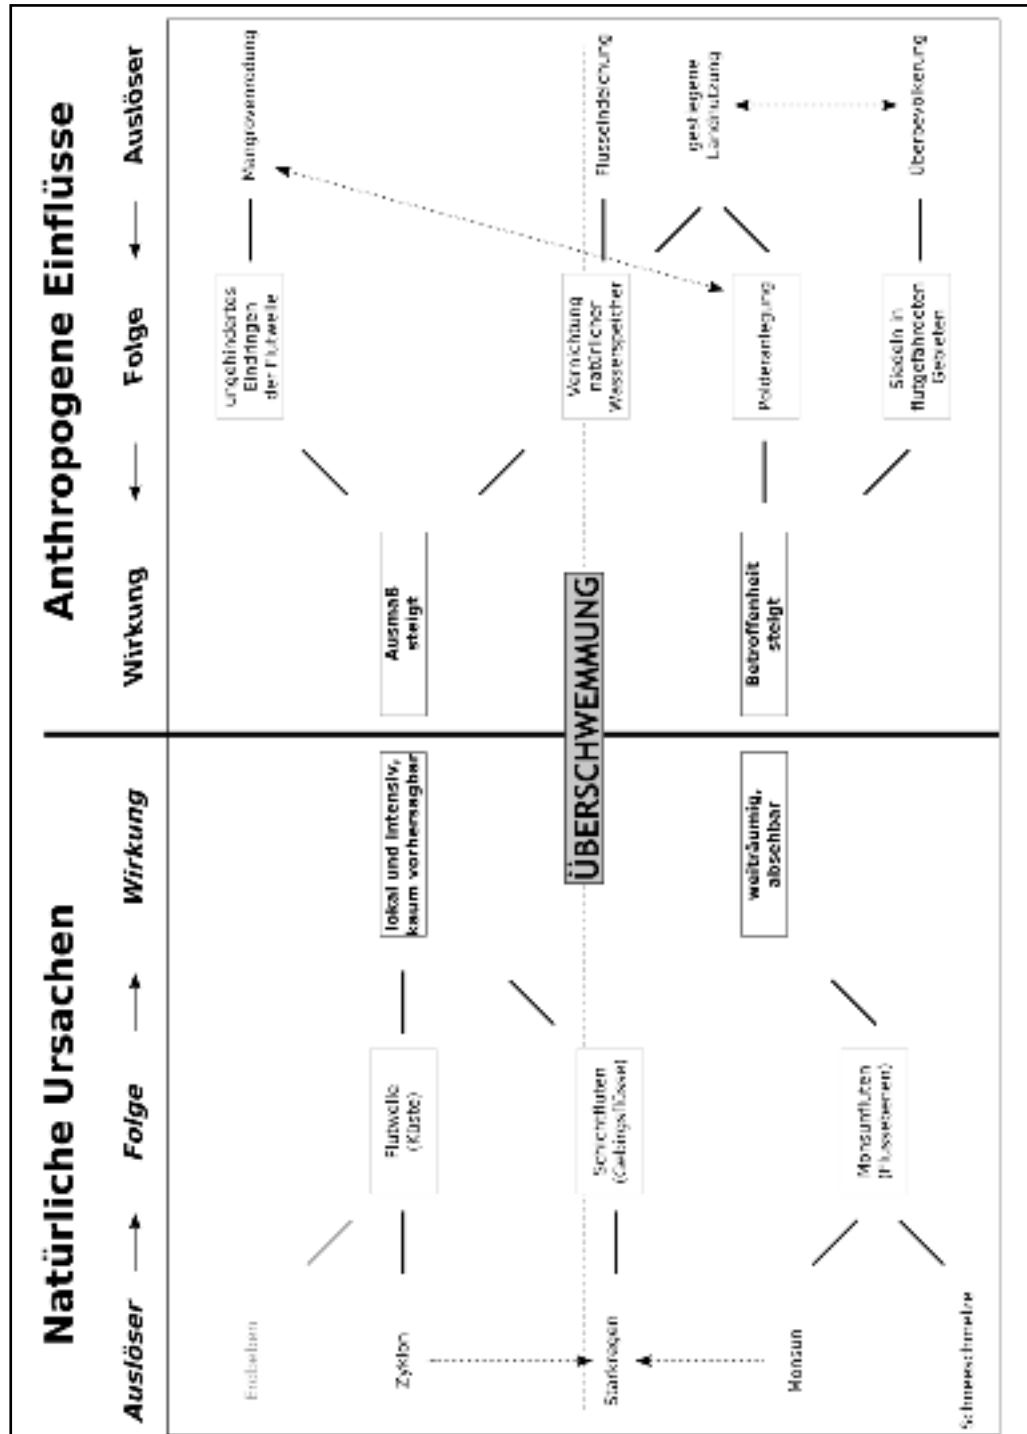 Natürliche Ursachen
Anthropogene Einflüsse
Auslöser
Folge
Wirkung
Wirkung
Folge
Auslöser
Erdbeben
Zyklon
Starkregen
Monsun
Schneeschmelze
Flutwelle
(Küste)
Schichtfluten
(Gebirgsflüsse)
Monsunfluten
(Flussebenen)
lokal und intensiv,
kaum vorhersagbar
weiträumig,
absehbar
ÜBERSCHWEMMUNG
Ausmaß
steigt
Betroffenheit
steigt
ungehindertes
Eindringen
der Flutwelle
Vernichtung
natürlicher
Wasserspeicher
Polderanlegung
Siedeln in
flutgefährdeten
Gebieten
Mangrovenrodung
Flusseindeichung
gestiegene
Landnutzung
Überbevölkerung